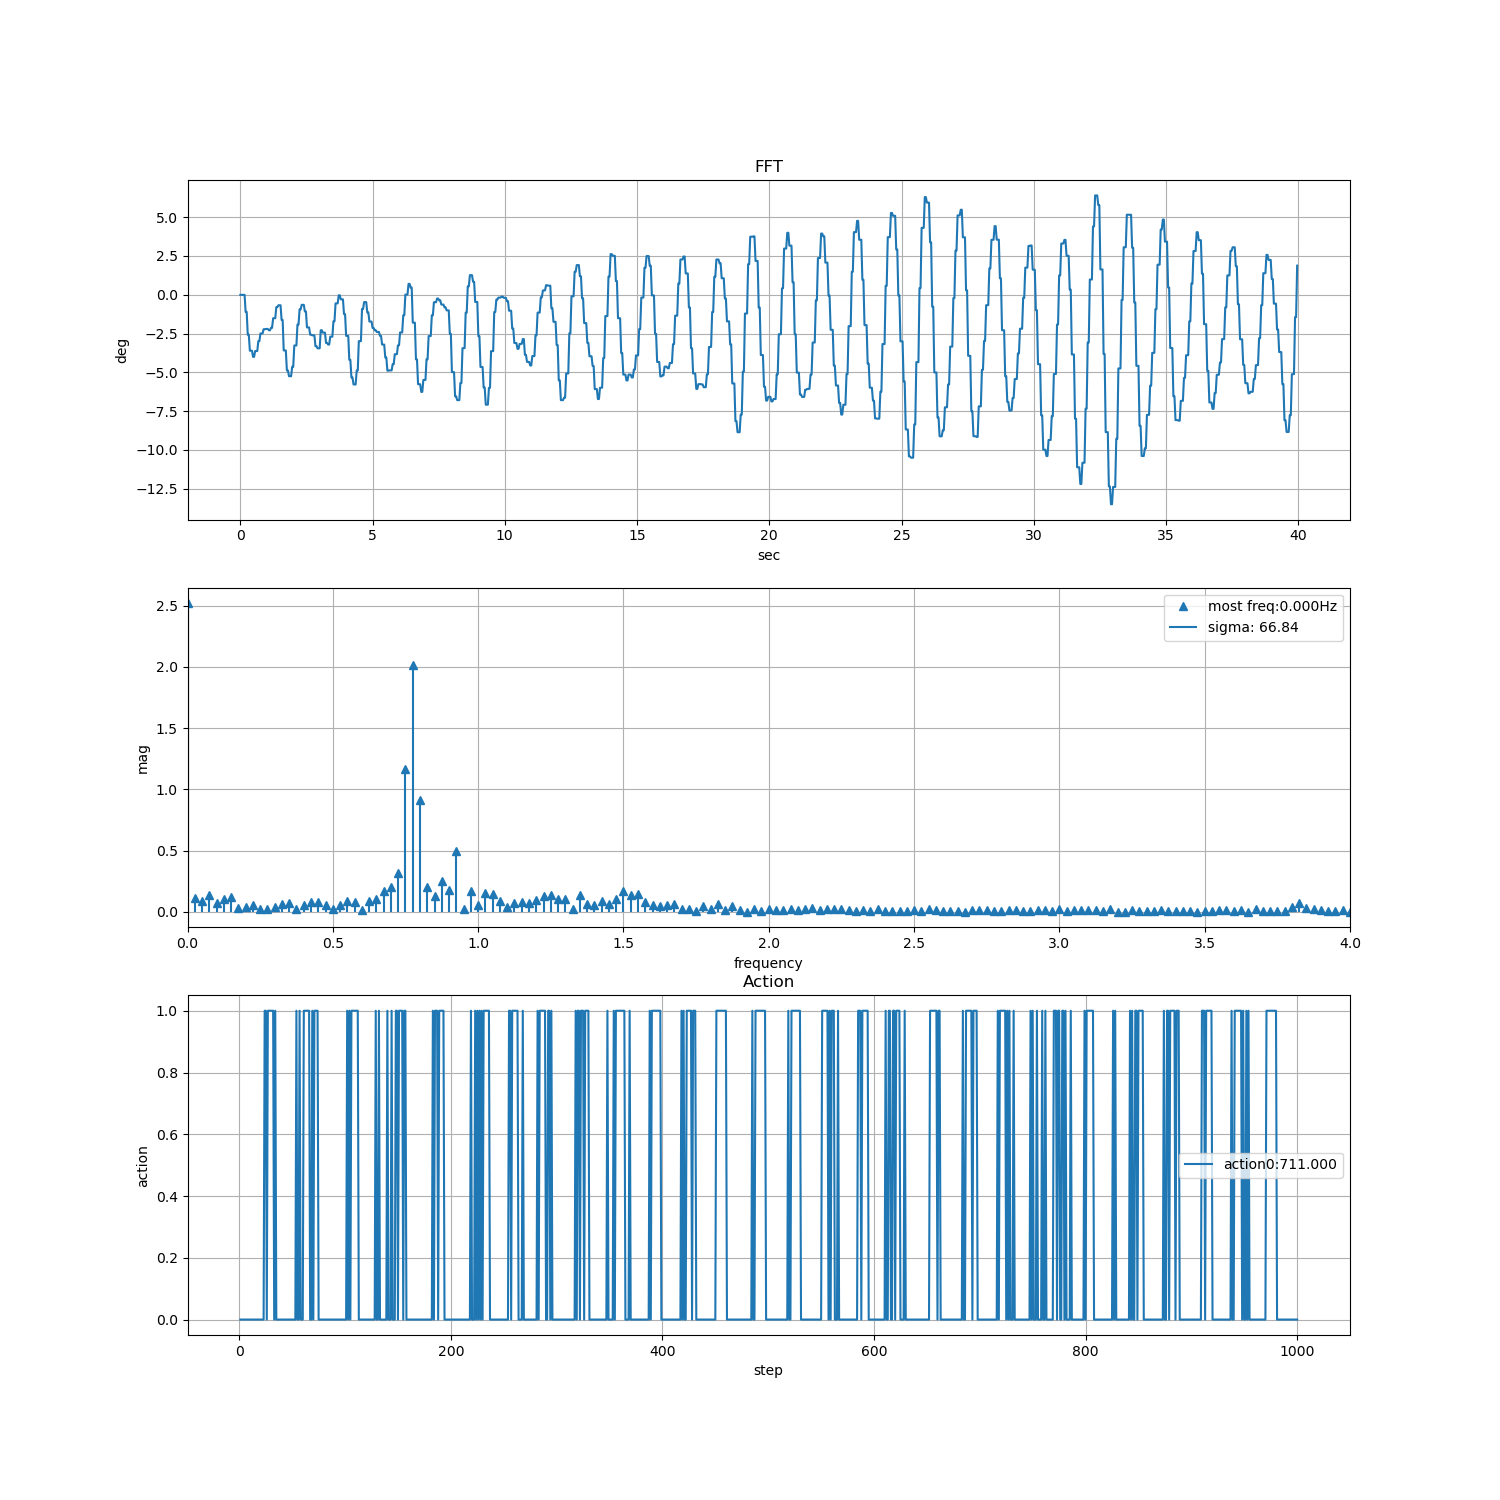 FFT
5.0
2.5
0.0
−2.5
−5.0
−7.5
−10.0
−12.5
deg
0 5 10 15 20 25 30 35 40
sec
2.5
2.0
1.5
1.0
0.5
0.0
mag
most freq:0.000Hz
sigma: 66.84
0.0 0.5 1.0 1.5 2.0 2.5 3.0 3.5 4.0
frequency
Action
1.0
0.8
0.6
0.4
0.2
0.0
action
action0:711.000
0 200 400 600 800 1000
step